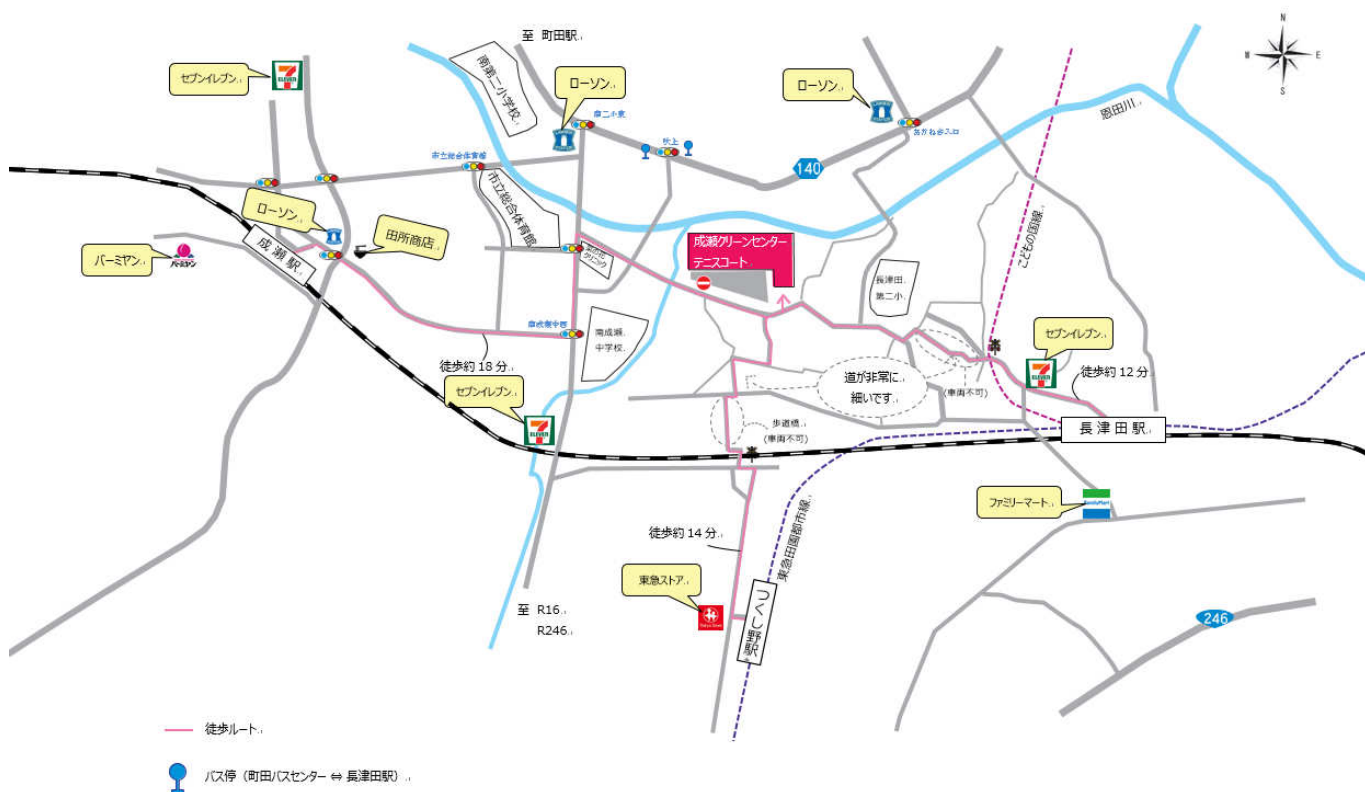 N
W
E
S
至 町田駅
南第二小学校
セブンイレブン
ローソン
ローソン
恩田川
南二小東
吹上
あかね台入口
市立総合体育館
140
市立総合体育館
こどもの国線
ローソン
田所商店
成瀬駅
バーミヤン
クリニック
成瀬グリーンセンター
テニスコート
長津田
第二小
南成瀬中西
南成瀬
中学校
セブンイレブン
徒歩約 18 分
道が非常に
細いです
(車両不可)
徒歩約 12 分
セブンイレブン
歩道橋
(車両不可)
長津田駅
ファミリーマート
FamilyMart
東急田園都市線
徒歩約 14 分
東急ストア
つくし野駅
至 R16
R246
246
徒歩ルート
バス停（町田バスセンター ⇔ 長津田駅）